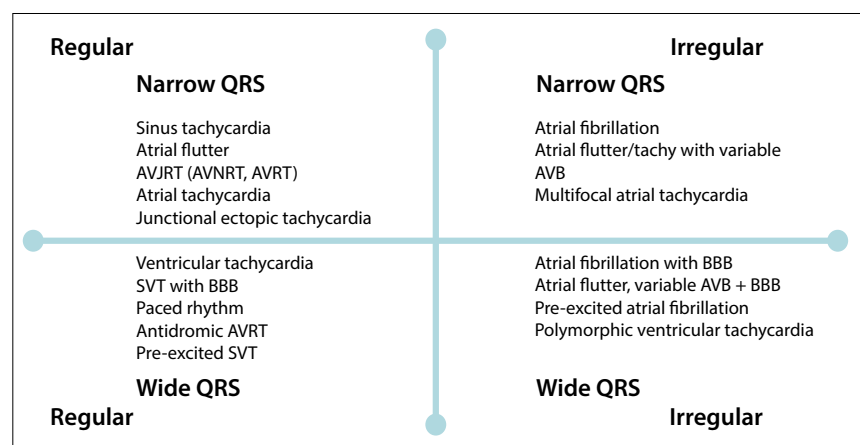 Regular
Irregular
Narrow QRS
Narrow QRS
Sinus tachycardia
Atrial flutter
AVJRT (AVNRT, AVRT)
Atrial tachycardia
Junctional ectopic tachycardia
Atrial fibrillation
Atrial flutter/tachy with variable
AVB
Multifocal atrial tachycardia
Ventricular tachycardia
SVT with BBB
Paced rhythm
Antidromic AVRT
Pre-excited SVT
Atrial fibrillation with BBB
Atrial flutter, variable AVB + BBB
Pre-excited atrial fibrillation
Polymorphic ventricular tachycardia
Wide QRS
Wide QRS
Regular
Irregular